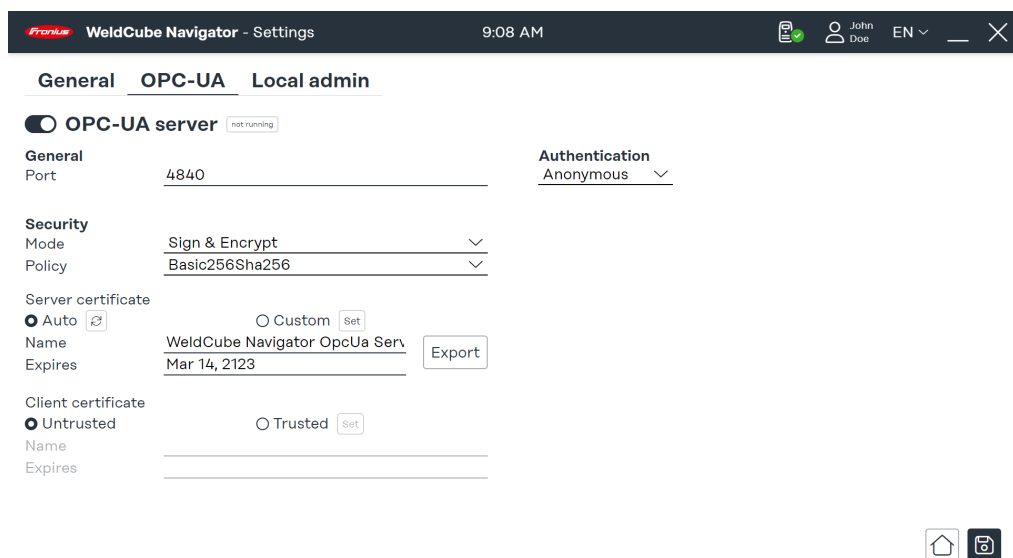 Fronius WeldCube Navigator - Settings 9:08 AM John Doe EN
General OPC-UA Local admin
OPC-UA server not running
General Authentication
Port 4840 Anonymous
Security
Mode Sign & Encrypt
Policy Basic256Sha256
Server certificate
Auto Custom Set
Name WeldCube Navigator OpcUa Serv
Export
Expires Mar 14, 2123
Client certificate
Untrusted Trusted Set
Name
Expires